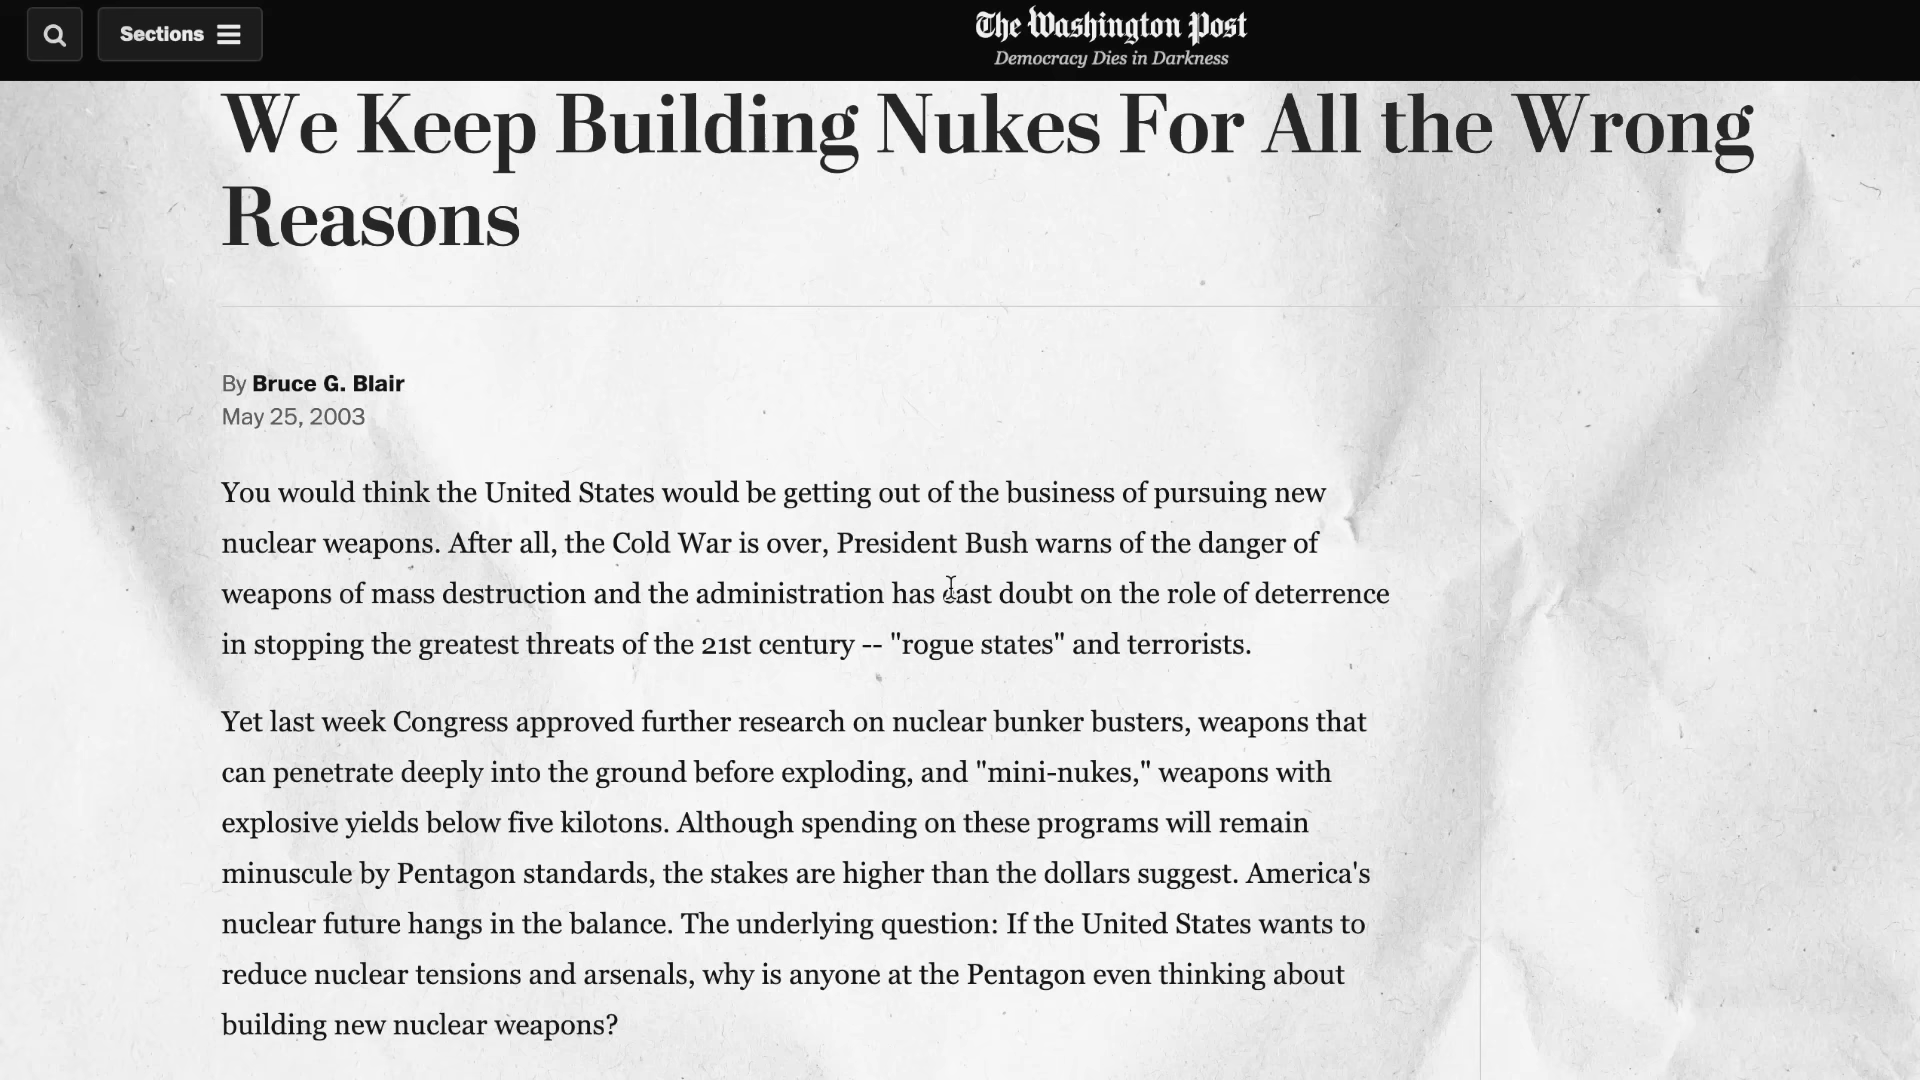 Sections
The Washington Post
Democracy Dies in Darkness
We Keep Building Nukes For All the Wrong
Reasons
By Bruce G. Blair
May 25, 2003
You would think the United States would be getting out of the business of pursuing new
nuclear weapons. After all, the Cold War is over, President Bush warns of the danger of
weapons of mass destruction and the administration has cast doubt on the role of deterrence
in stopping the greatest threats of the 21st century -- "rogue states" and terrorists.
Yet last week Congress approved further research on nuclear bunker busters, weapons that
can penetrate deeply into the ground before exploding, and "mini-nukes," weapons with
explosive yields below five kilotons. Although spending on these programs will remain
minuscule by Pentagon standards, the stakes are higher than the dollars suggest. America's
nuclear future hangs in the balance. The underlying question: If the United States wants to
reduce nuclear tensions and arsenals, why is anyone at the Pentagon even thinking about
building new nuclear weapons?